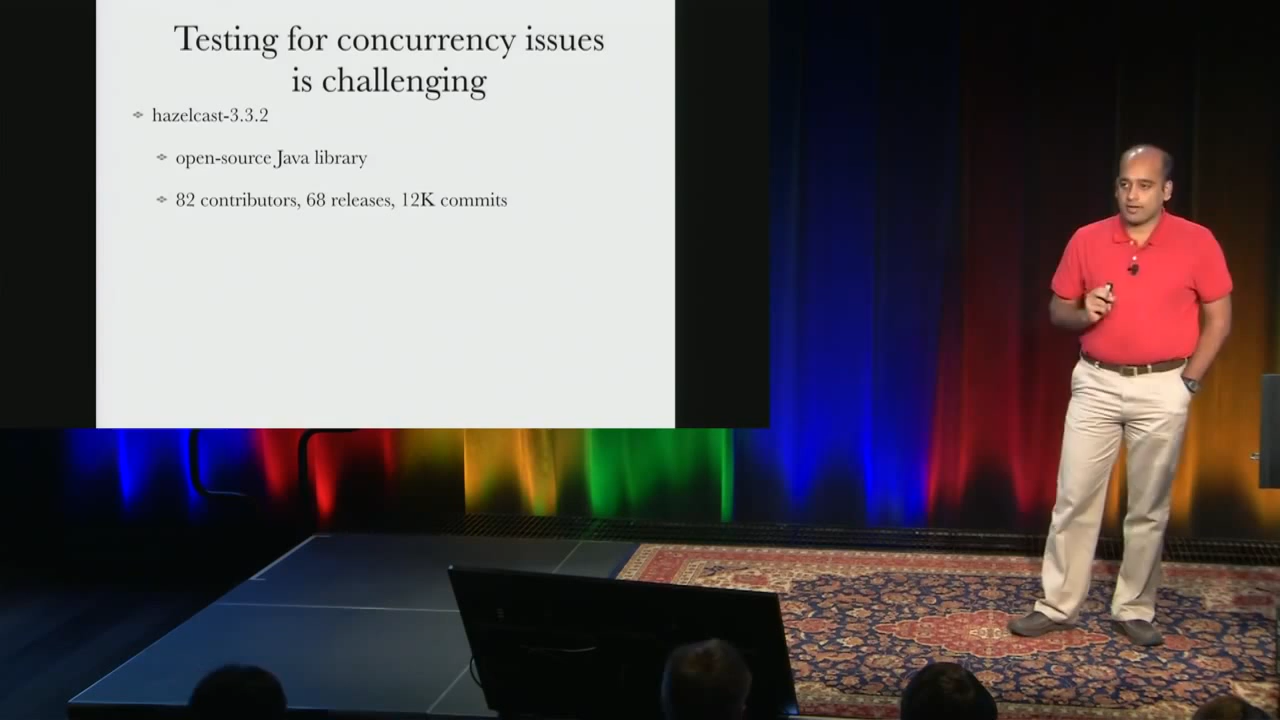 Testing for concurrency issues
is challenging
hazelcast-3.3.2
open-source Java library
82 contributors, 68 releases, 12K commits